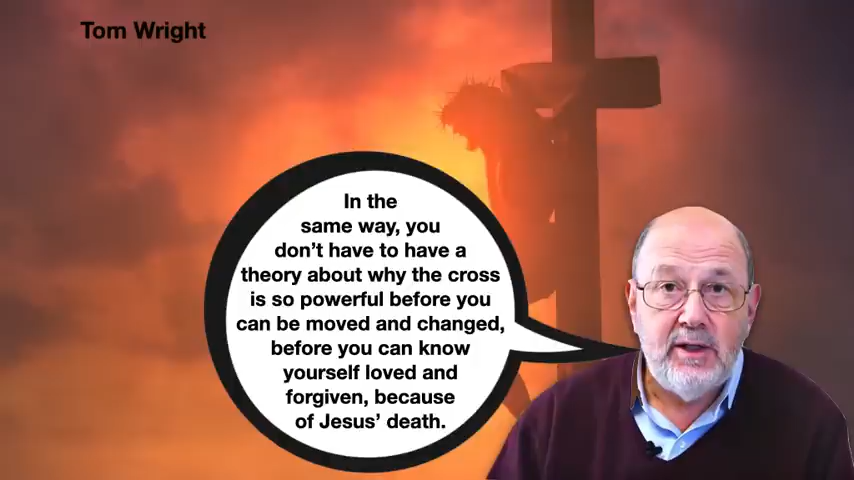 Tom Wright
In the
same way, you
don’t have to have a
theory about why the cross
is so powerful before you
can be moved and changed,
before you can know
yourself loved and
forgiven, because
of Jesus’ death.